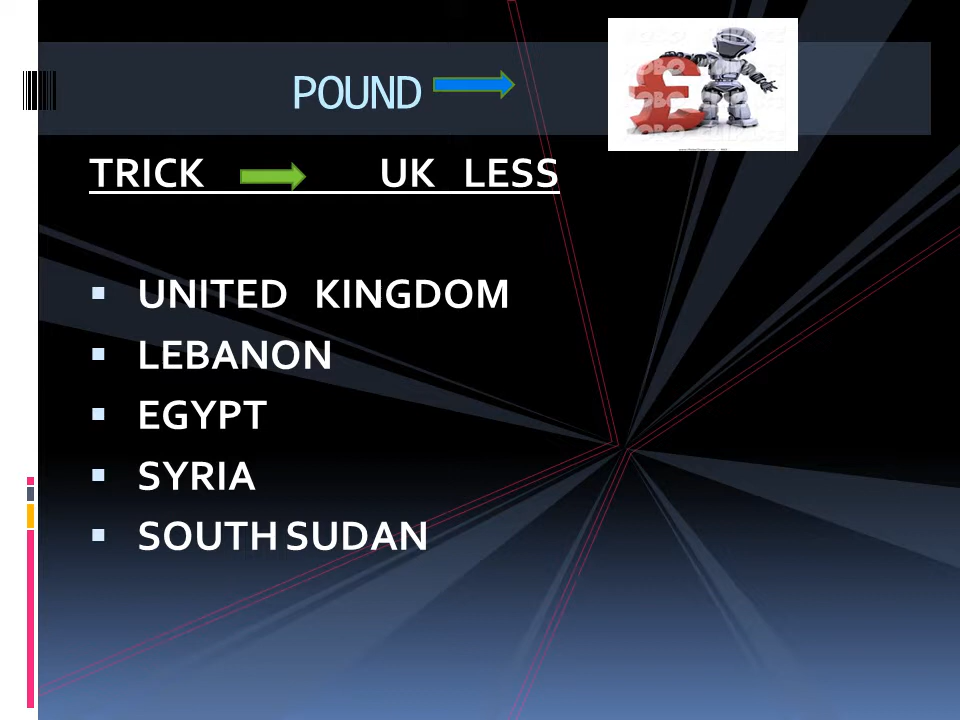 POUND
TRICK UK LESS
UNITED KINGDOM
LEBANON
EGYPT
SYRIA
SOUTH SUDAN